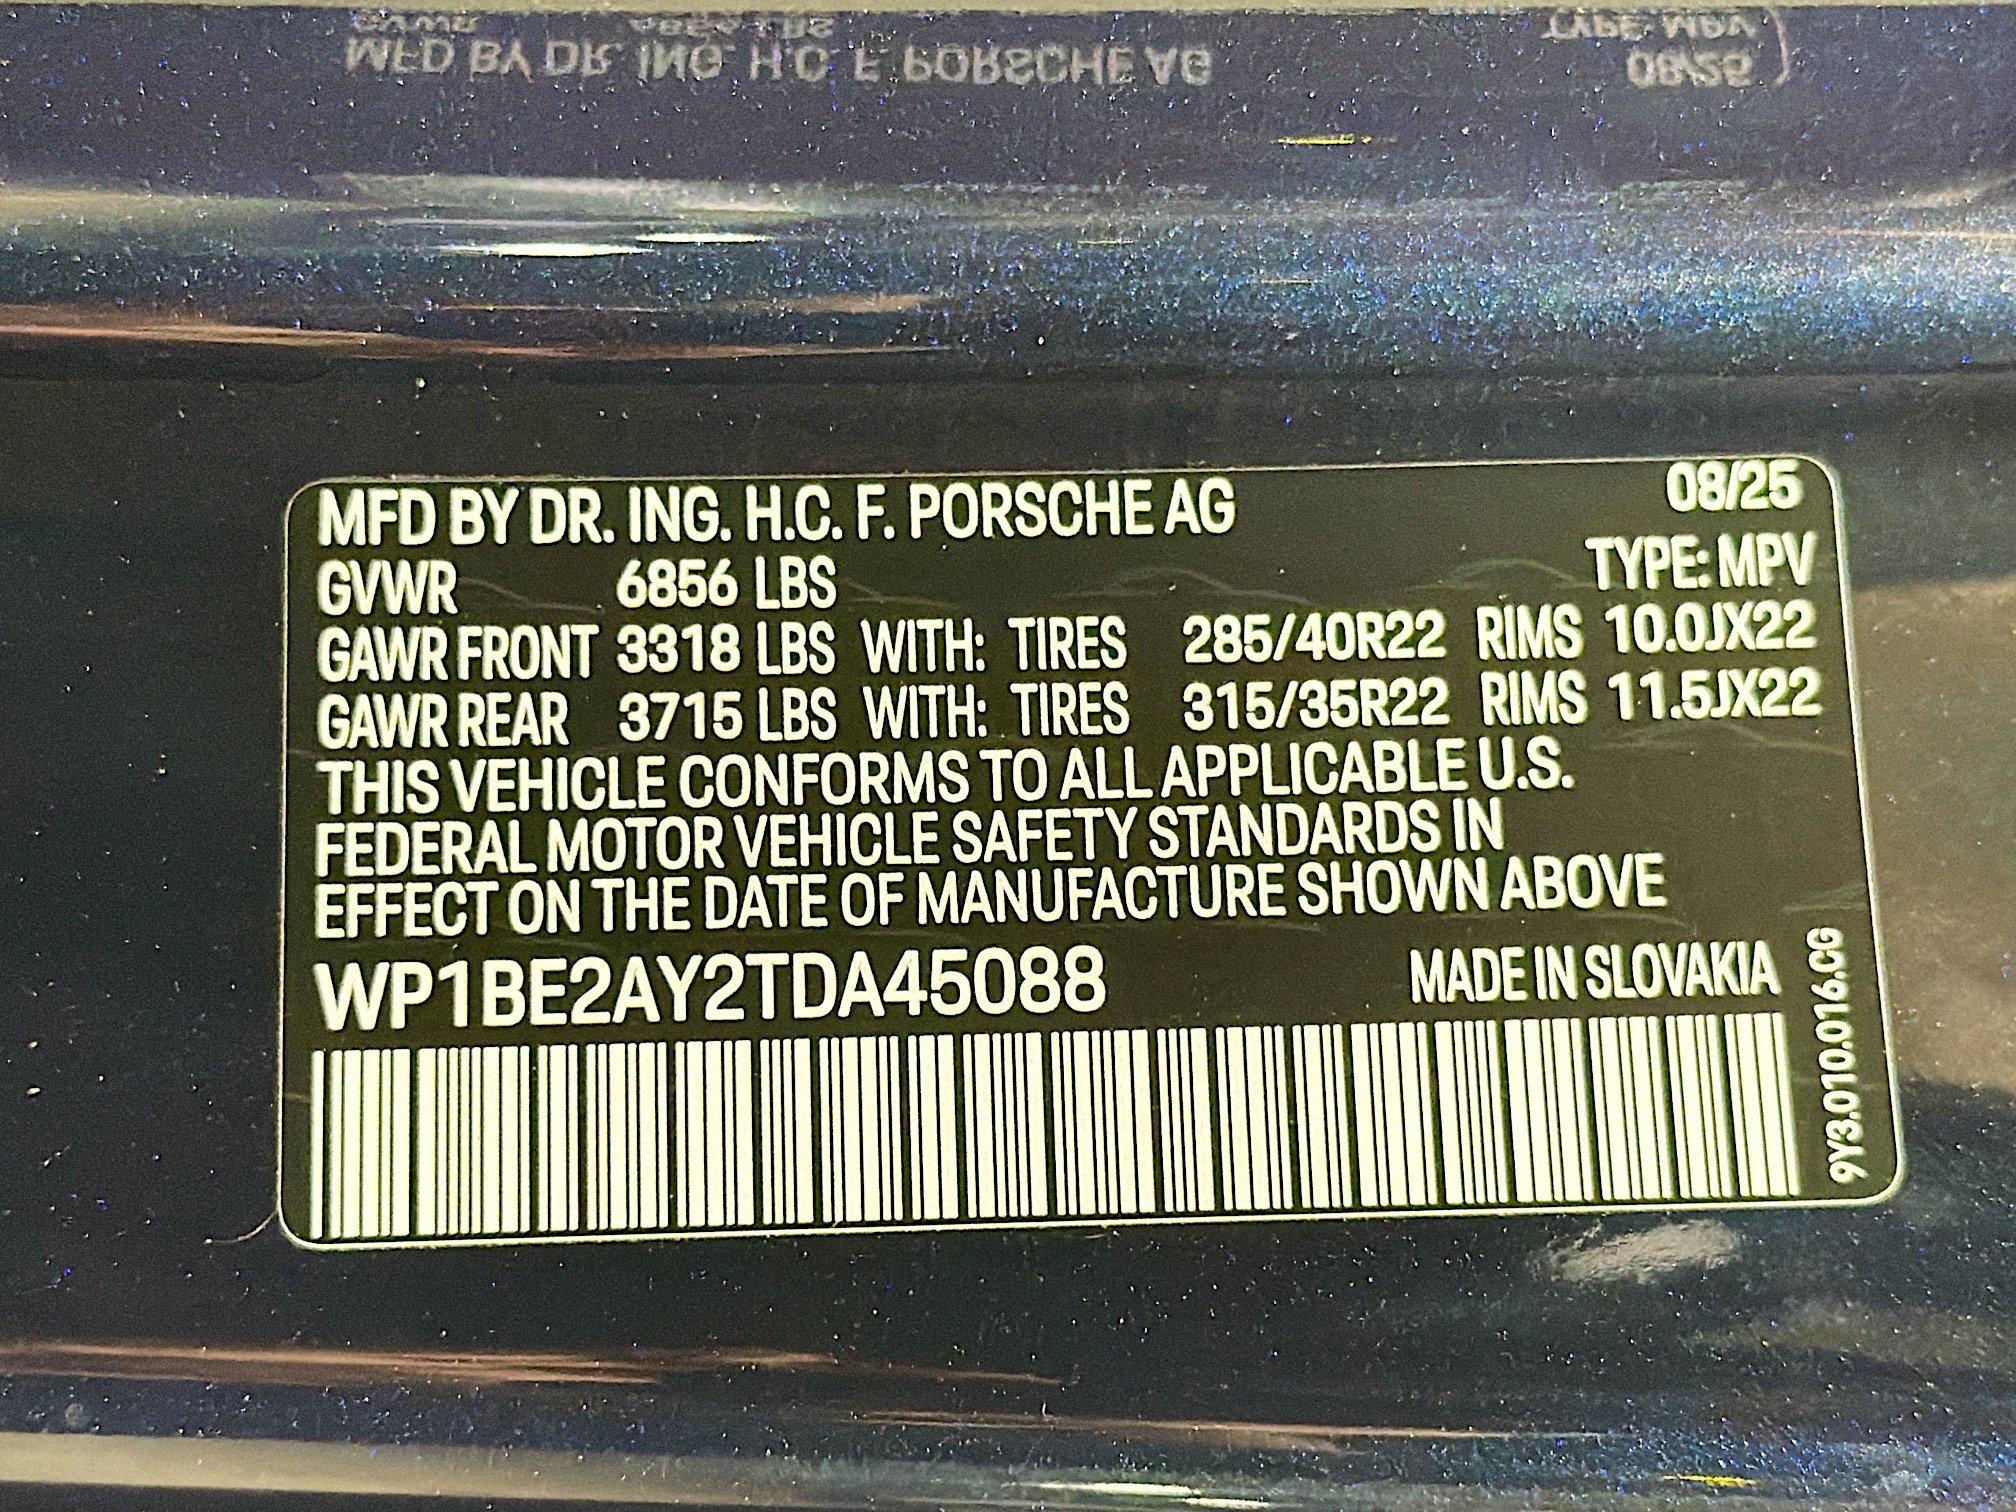 MFD BY DR. ING. H.C. F. PORSCHE AG 08/25
GVWR 6856 LBS TYPE: MPV
GAWR FRONT 3318 LBS WITH: TIRES 285/40R22 RIMS 10.0JX22
GAWR REAR 3715 LBS WITH: TIRES 315/35R22 RIMS 11.5JX22
THIS VEHICLE CONFORMS TO ALL APPLICABLE U.S.
FEDERAL MOTOR VEHICLE SAFETY STANDARDS IN
EFFECT ON THE DATE OF MANUFACTURE SHOWN ABOVE
WP1BE2AY2TDA45088 MADE IN SLOVAKIA
9Y3.010.016.CG